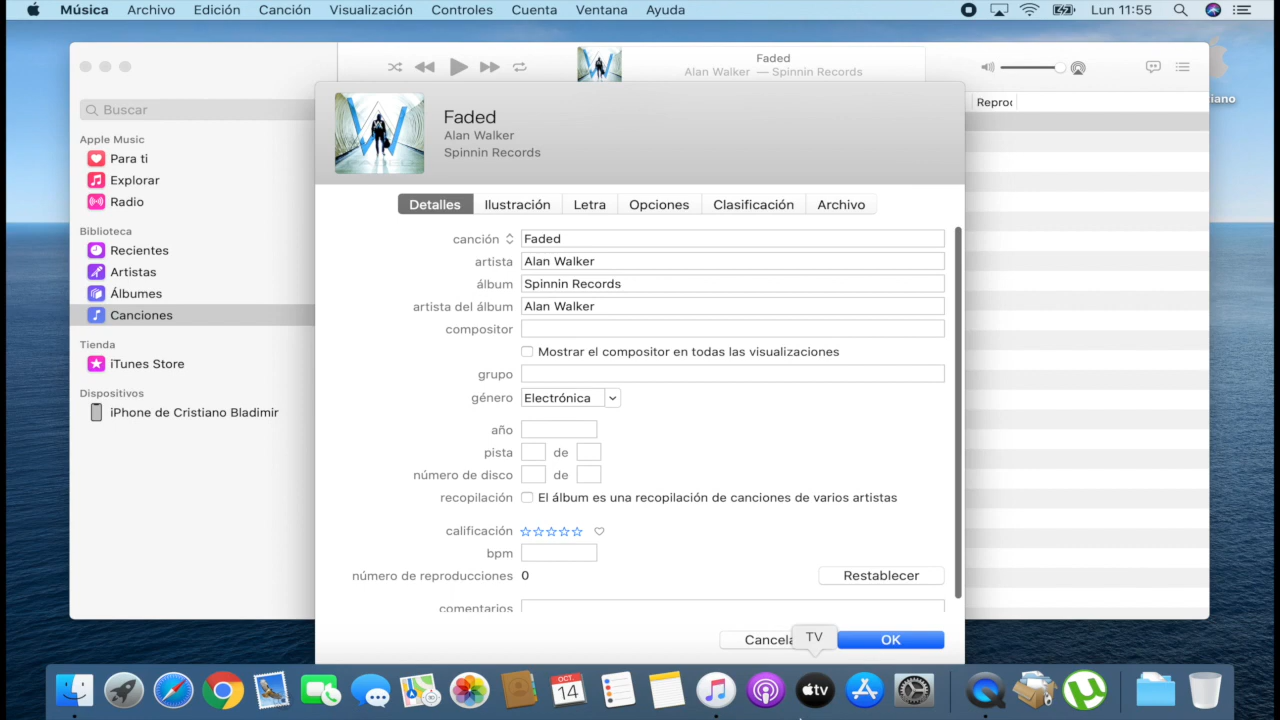 Música Archivo Edición Canción Visualización Controles Cuenta Ventana Ayuda Lun 11:55
Faded
Alan Walker — Spinnin Records
Buscar
Reproc
iano
Apple Music
Para ti
Explorar
Radio
Biblioteca
Recientes
Artistas
Álbumes
Canciones
Tienda
iTunes Store
Dispositivos
iPhone de Cristiano Bladimir
Faded
Alan Walker
Spinnin Records
Detalles Ilustración Letra Opciones Clasificación Archivo
canción Faded
artista Alan Walker
álbum Spinnin Records
artista del álbum Alan Walker
compositor
Mostrar el compositor en todas las visualizaciones
grupo
género Electrónica
año
pista de
número de disco de
recopilación El álbum es una recopilación de canciones de varios artistas
calificación
bpm
número de reproducciones 0 Restablecer
comentarios
Cancela OK
TV
OCT
14
tv